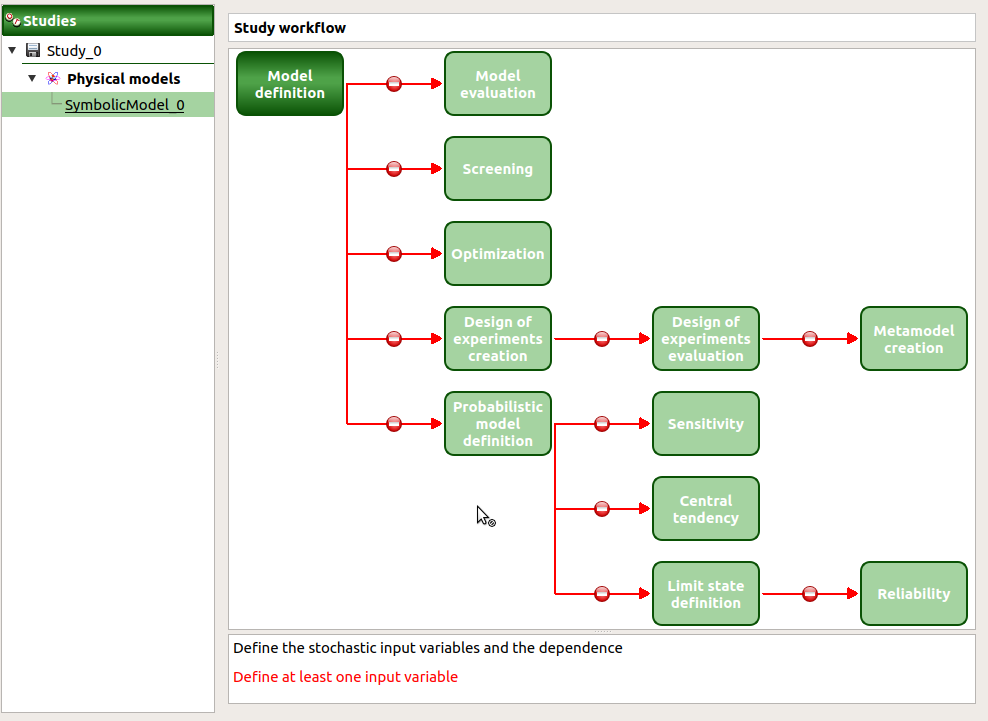 Studies
Study_0
Physical models
SymbolicModel_0
Study workflow
Model
definition
Model
evaluation
Screening
Optimization
Design of
experiments
creation
Design of
experiments
evaluation
Metamodel
creation
Probabilistic
model
definition
Sensitivity
Central
tendency
Limit state
definition
Reliability
Define the stochastic input variables and the dependence
Define at least one input variable